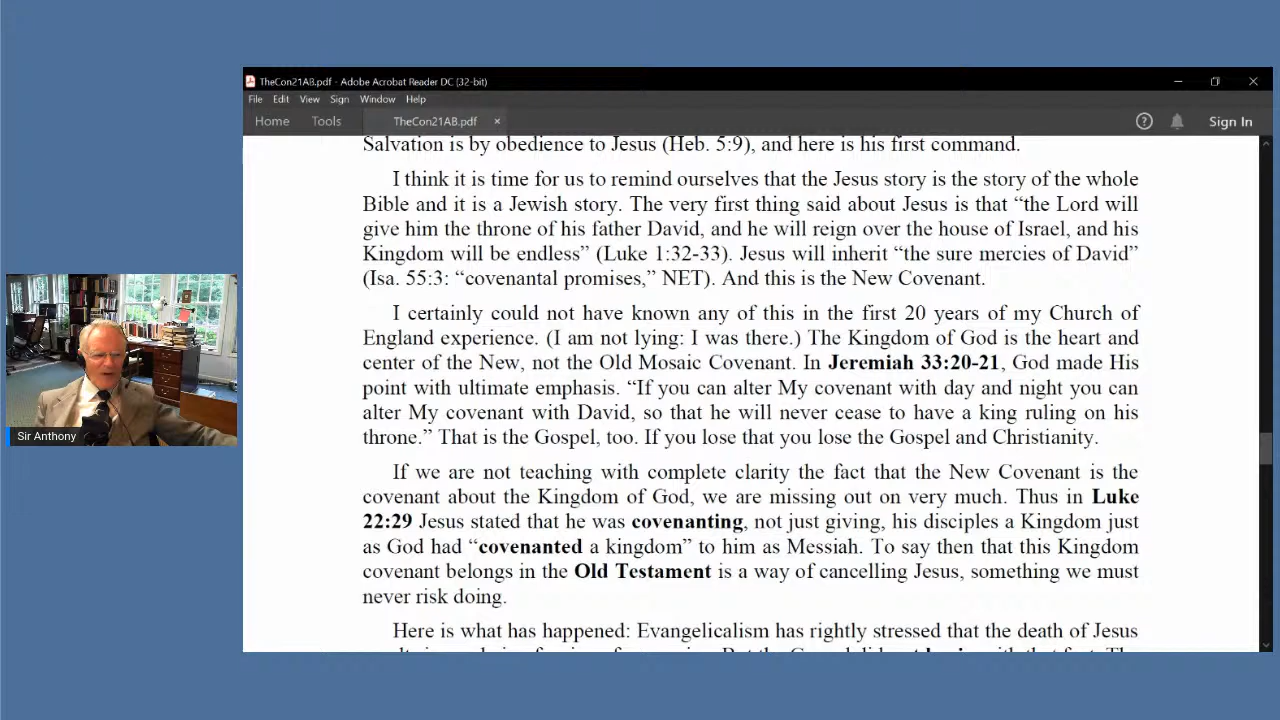 TheCon21AB.pdf - Adobe Acrobat Reader DC (32-bit)
File Edit View Sign Window Help
Home Tools TheCon21AB.pdf × ? Sign In
Salvation is by obedience to Jesus (Heb. 5:9), and here is his first command.
I think it is time for us to remind ourselves that the Jesus story is the story of the whole
Bible and it is a Jewish story. The very first thing said about Jesus is that “the Lord will
give him the throne of his father David, and he will reign over the house of Israel, and his
Kingdom will be endless” (Luke 1:32-33). Jesus will inherit “the sure mercies of David”
(Isa. 55:3: “covenantal promises,” NET). And this is the New Covenant.
I certainly could not have known any of this in the first 20 years of my Church of
England experience. (I am not lying: I was there.) The Kingdom of God is the heart and
center of the New, not the Old Mosaic Covenant. In Jeremiah 33:20-21, God made His
point with ultimate emphasis. “If you can alter My covenant with day and night you can
alter My covenant with David, so that he will never cease to have a king ruling on his
throne.” That is the Gospel, too. If you lose that you lose the Gospel and Christianity.
If we are not teaching with complete clarity the fact that the New Covenant is the
covenant about the Kingdom of God, we are missing out on very much. Thus in Luke
22:29 Jesus stated that he was covenanting, not just giving, his disciples a Kingdom just
as God had “covenanted a kingdom” to him as Messiah. To say then that this Kingdom
covenant belongs in the Old Testament is a way of cancelling Jesus, something we must
never risk doing.
Here is what has happened: Evangelicalism has rightly stressed that the death of Jesus
Sir Anthony